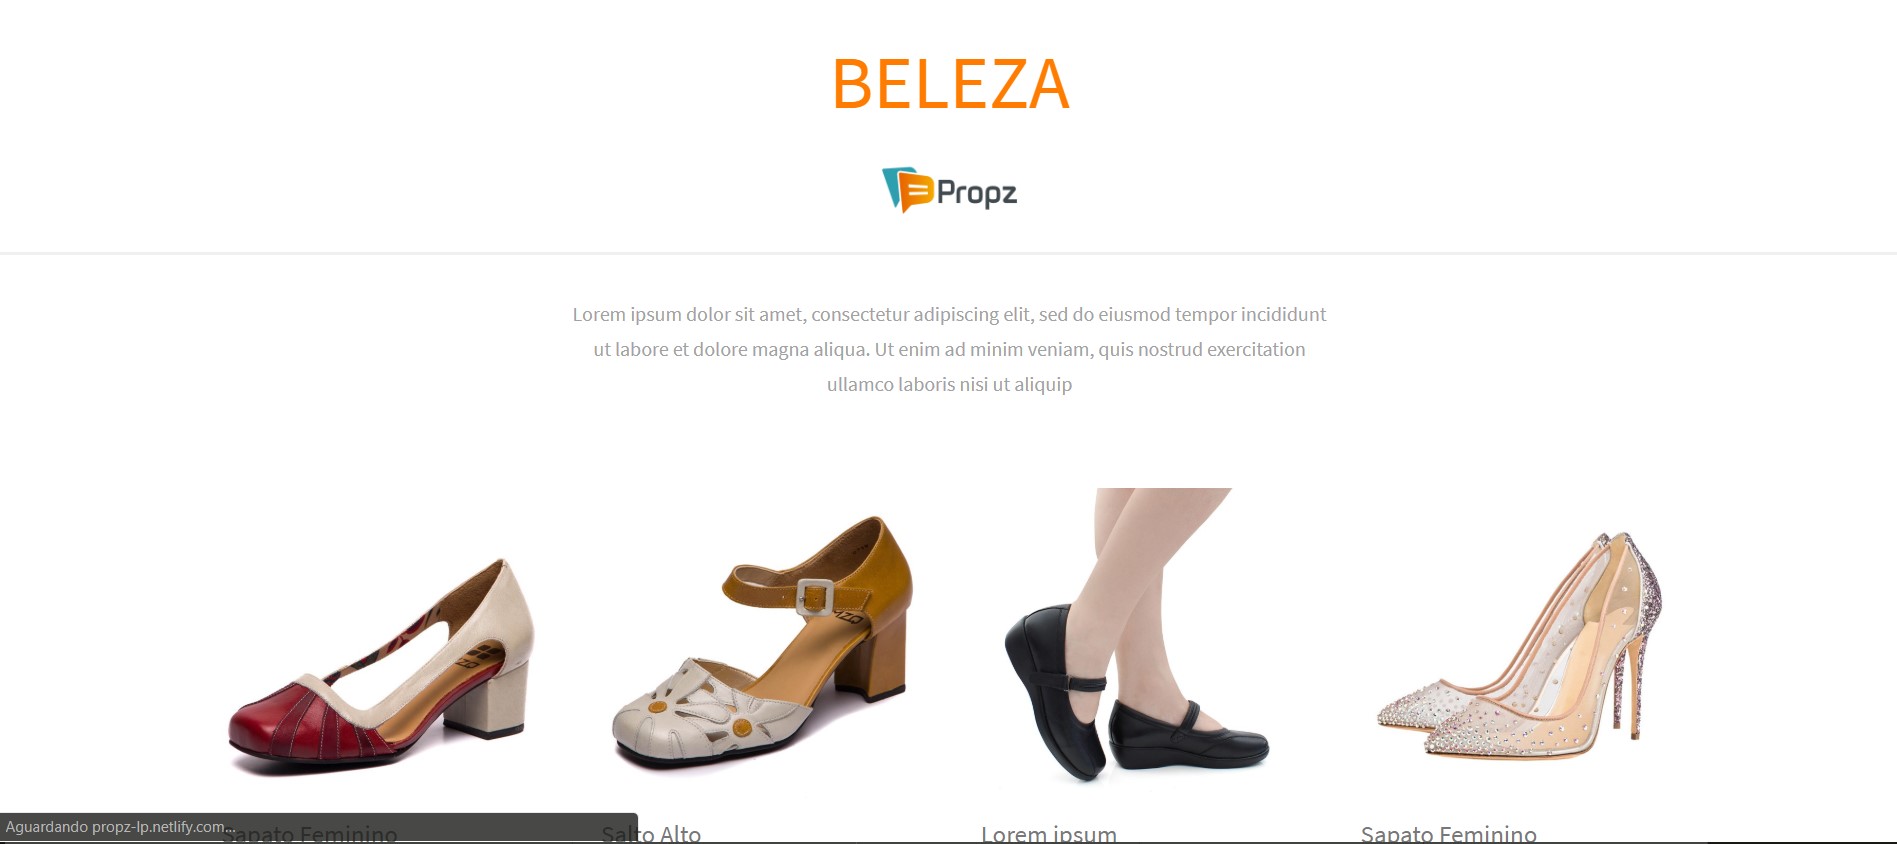 BELEZA
Propz
Lorem ipsum dolor sit amet, consectetur adipiscing elit, sed do eiusmod tempor incididunt
ut labore et dolore magna aliqua. Ut enim ad minim veniam, quis nostrud exercitation
ullamco laboris nisi ut aliquip
Sapato Feminino
Salto Alto
Lorem ipsum
Sapato Feminino
Aguardando propz-lp.netlify.com...